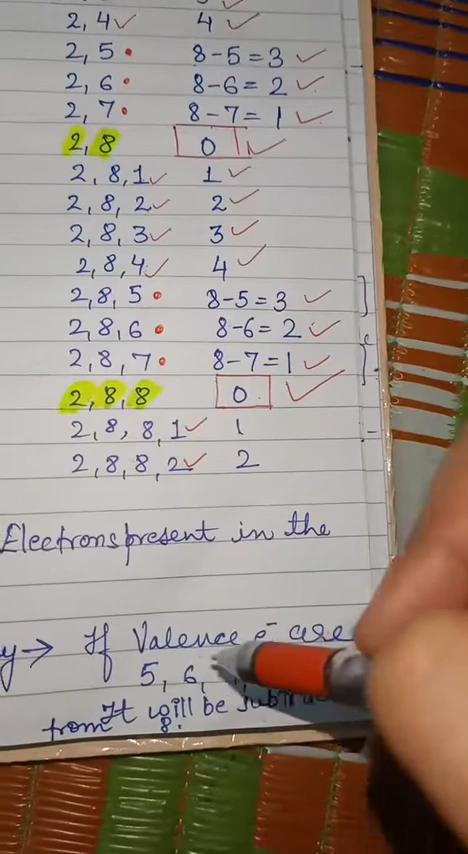 2, 4 4
2, 5 8-5=3
2, 6 8-6=2
2, 7 8-7=1
2, 8 0
2, 8, 1 1
2, 8, 2 2
2, 8, 3 3
2, 8, 4 4
2, 8, 5 8-5=3
2, 8, 6 8-6=2
2, 8, 7 8-7=1
2, 8, 8 0
2, 8, 8, 1 1
2, 8, 8, 2 2
Electrons present in the
y→ If Valence e⁻ are
5, 6,
It will be
from 8.